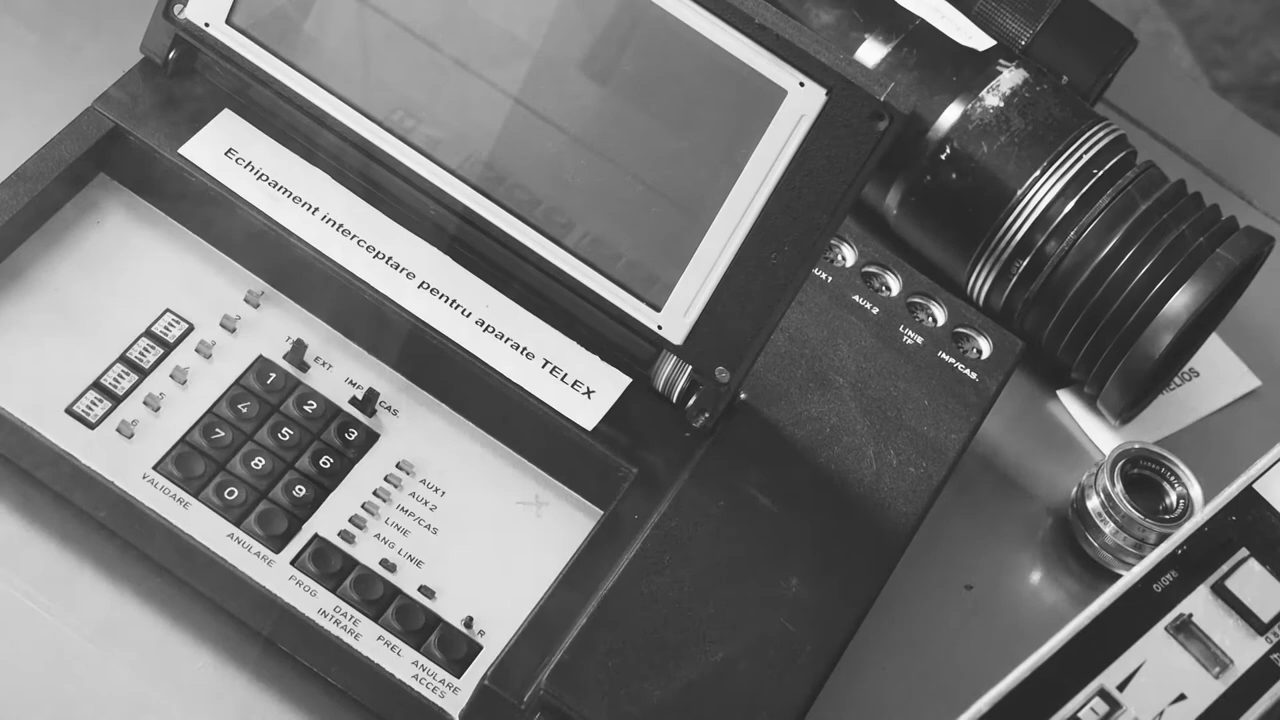 Echipament interceptare pentru aparate TELEX
AUX1
AUX2
LINIE
TF
IMP/CAS.
HELIOS
EXT.
IMP
CAS.
1
2
3
4
5
6
7
8
9
0
VALIDARE
ANULARE
AUX1
AUX2
IMP/CAS
LINIE
ANG LINIE
PROG.
DATE
INTRARE
PREL
ANULARE
ACCES
R
5
6
RADIO